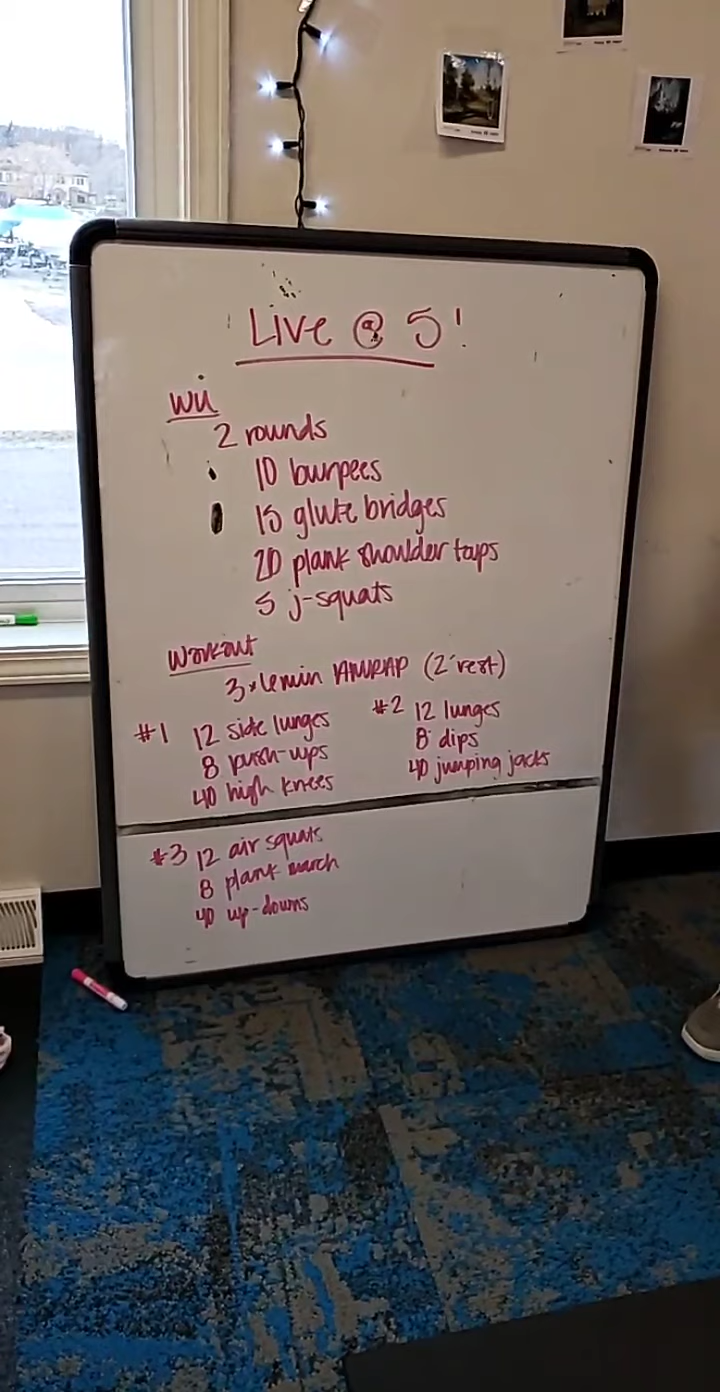 Live @ 5!
WU
2 rounds
10 burpees
15 glute bridges
20 plank shoulder taps
5 j-squats
Workout
3x6min AMRAP (2' rest)
#1 12 side lunges
8 push-ups
40 high knees
#2 12 lunges
8 dips
40 jumping jacks
#3 12 air squats
8 plank march
40 up-downs